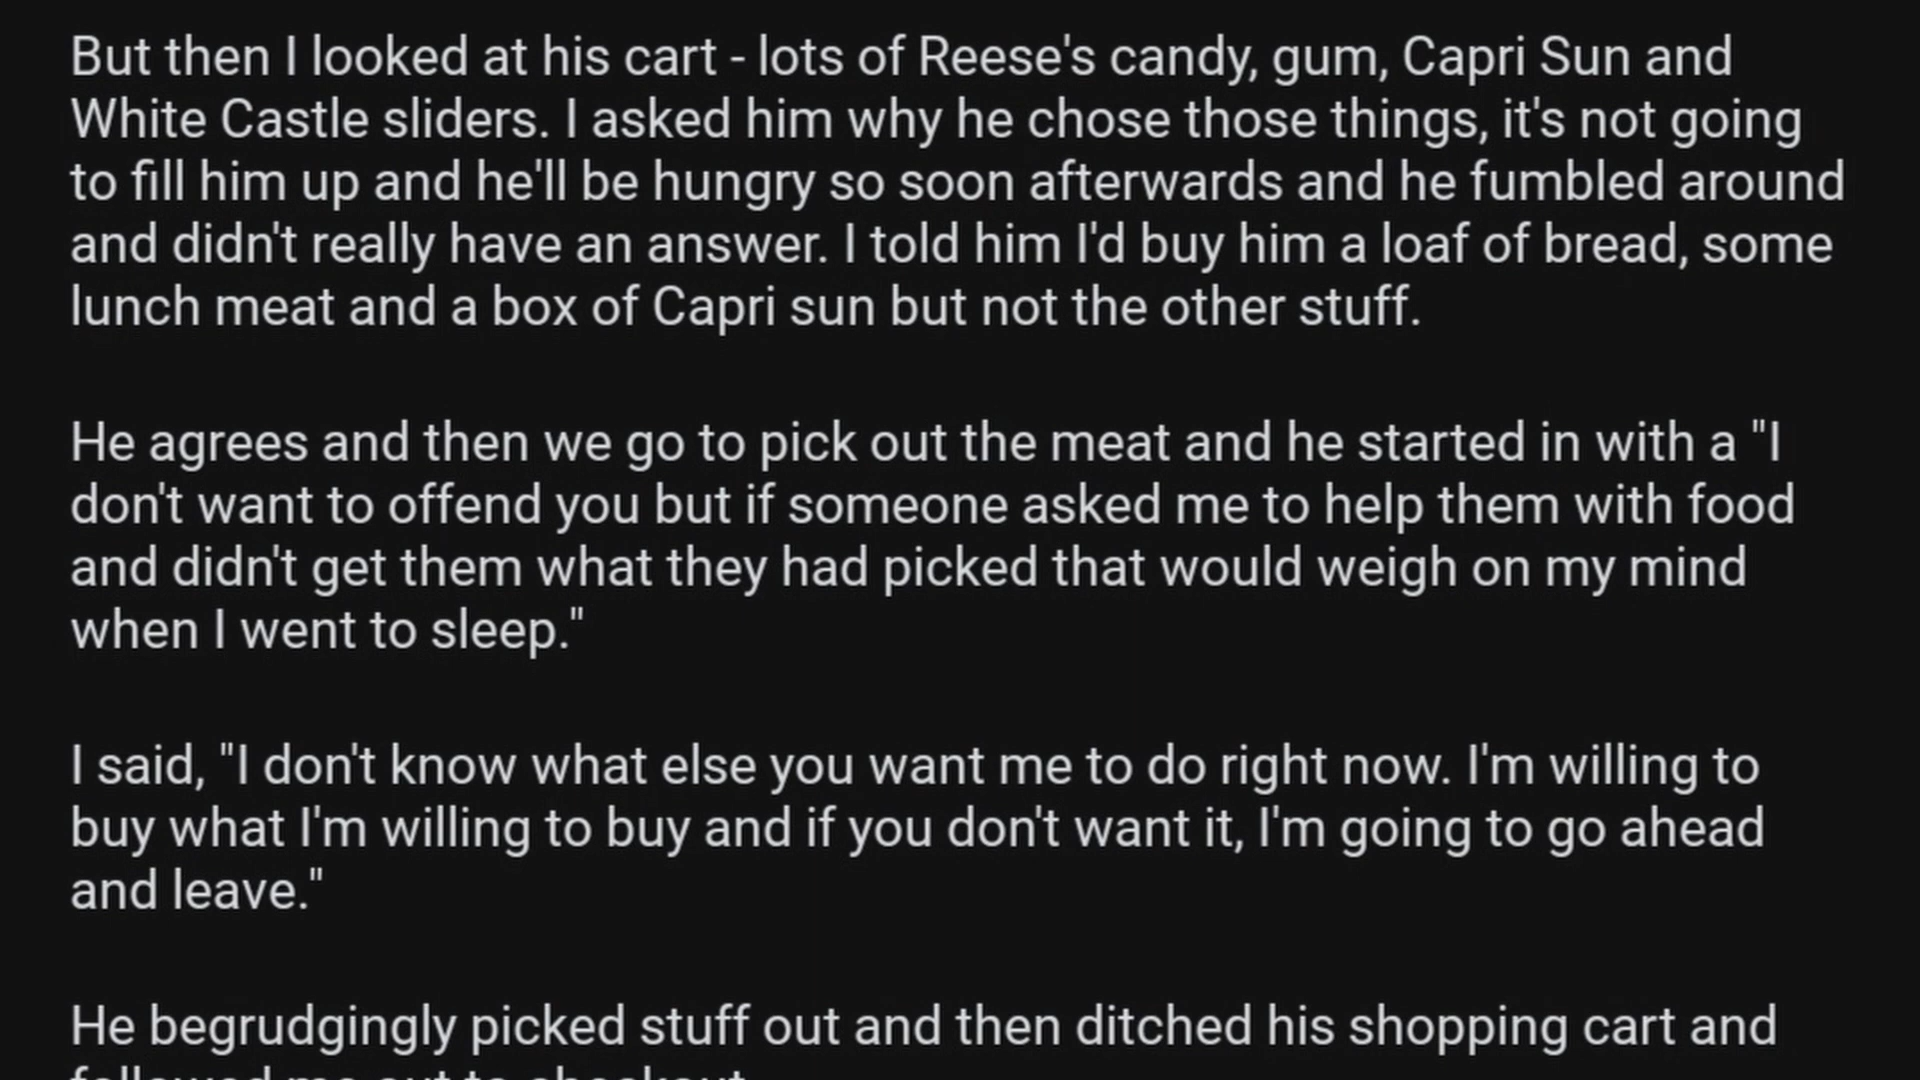 But then I looked at his cart - lots of Reese's candy, gum, Capri Sun and
White Castle sliders. I asked him why he chose those things, it's not going
to fill him up and he'll be hungry so soon afterwards and he fumbled around
and didn't really have an answer. I told him I'd buy him a loaf of bread, some
lunch meat and a box of Capri sun but not the other stuff.
He agrees and then we go to pick out the meat and he started in with a "I
don't want to offend you but if someone asked me to help them with food
and didn't get them what they had picked that would weigh on my mind
when I went to sleep."
I said, "I don't know what else you want me to do right now. I'm willing to
buy what I'm willing to buy and if you don't want it, I'm going to go ahead
and leave."
He begrudgingly picked stuff out and then ditched his shopping cart and
followed me out to checkout.